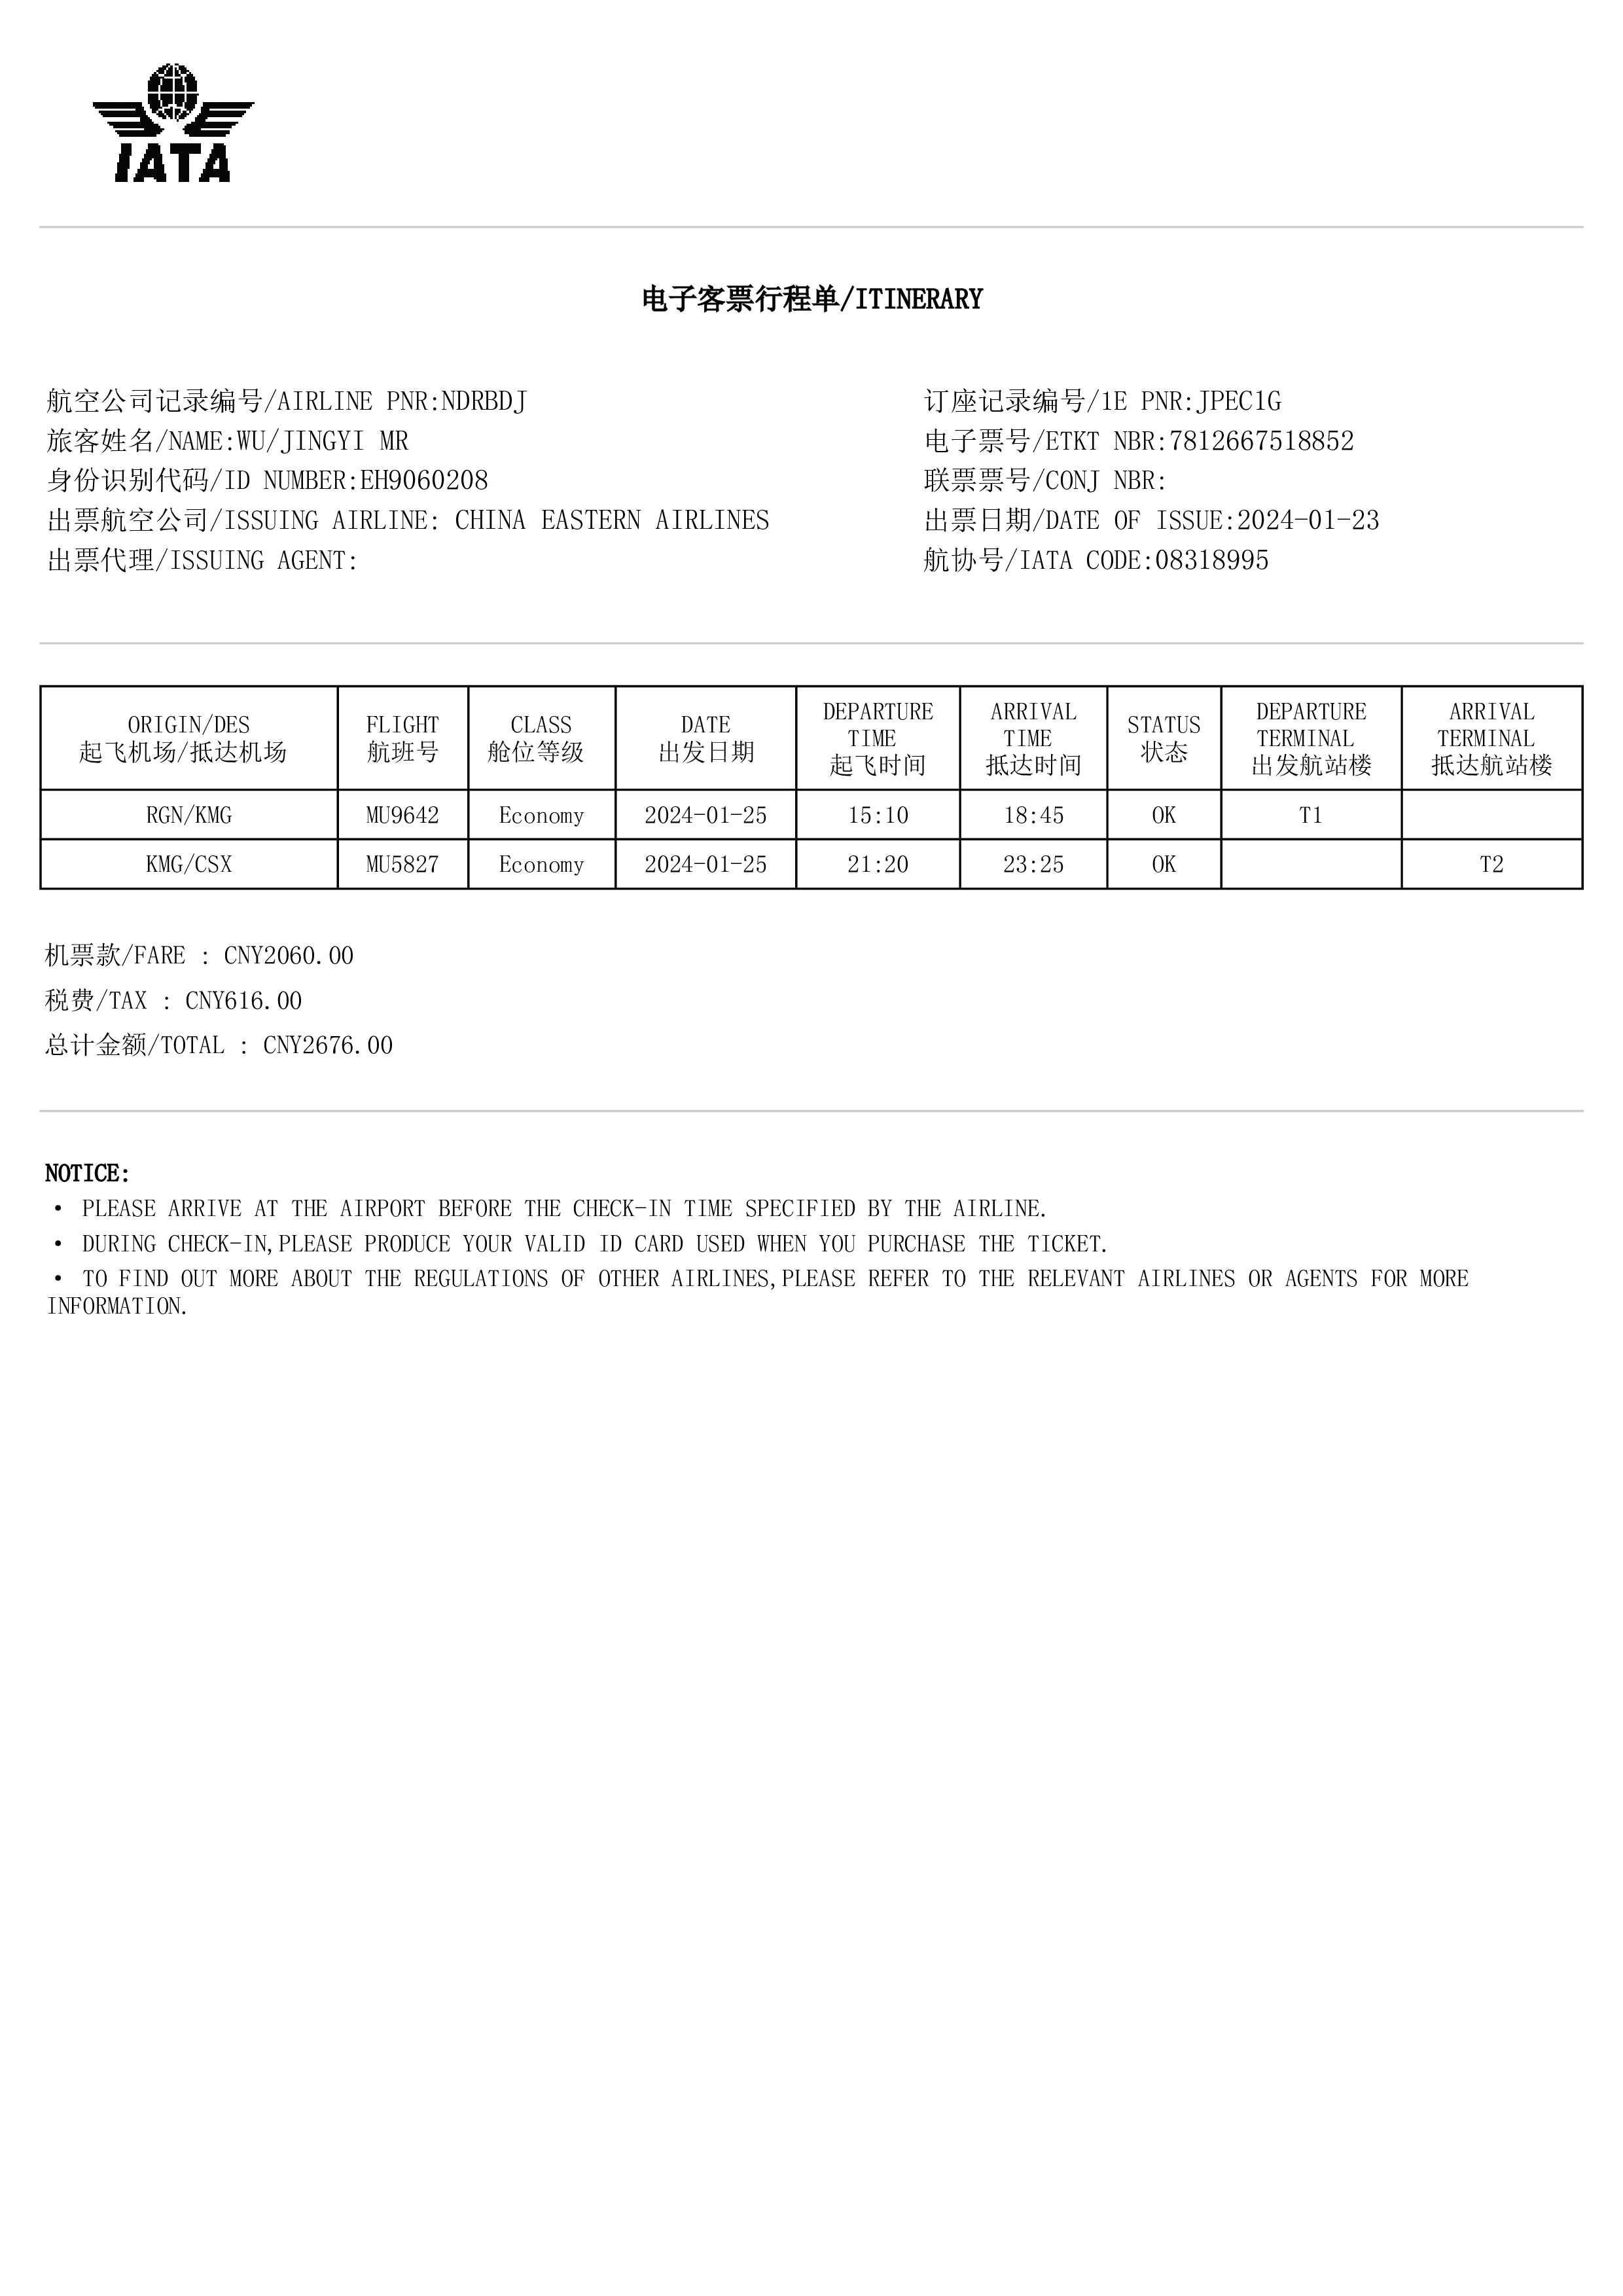 IATA
电子客票行程单/ITINERARY
航空公司记录编号/AIRLINE PNR:NDRBDJ
订座记录编号/1E PNR:JPEC1G
旅客姓名/NAME:WU/JINGYI MR
电子票号/ETKT NBR:7812667518852
身份识别代码/ID NUMBER:EH9060208
联票票号/CONJ NBR:
出票航空公司/ISSUING AIRLINE: CHINA EASTERN AIRLINES
出票日期/DATE OF ISSUE:2024-01-23
出票代理/ISSUING AGENT:
航协号/IATA CODE:08318995
ORIGIN/DES
起飞机场/抵达机场
FLIGHT
航班号
CLASS
舱位等级
DATE
出发日期
DEPARTURE
TIME
起飞时间
ARRIVAL
TIME
抵达时间
STATUS
状态
DEPARTURE
TERMINAL
出发航站楼
ARRIVAL
TERMINAL
抵达航站楼
RGN/KMG MU9642 Economy 2024-01-25 15:10 18:45 OK T1
KMG/CSX MU5827 Economy 2024-01-25 21:20 23:25 OK T2
机票款/FARE : CNY2060.00
税费/TAX : CNY616.00
总计金额/TOTAL : CNY2676.00
NOTICE:
· PLEASE ARRIVE AT THE AIRPORT BEFORE THE CHECK-IN TIME SPECIFIED BY THE AIRLINE.
· DURING CHECK-IN,PLEASE PRODUCE YOUR VALID ID CARD USED WHEN YOU PURCHASE THE TICKET.
· TO FIND OUT MORE ABOUT THE REGULATIONS OF OTHER AIRLINES,PLEASE REFER TO THE RELEVANT AIRLINES OR AGENTS FOR MORE
INFORMATION.